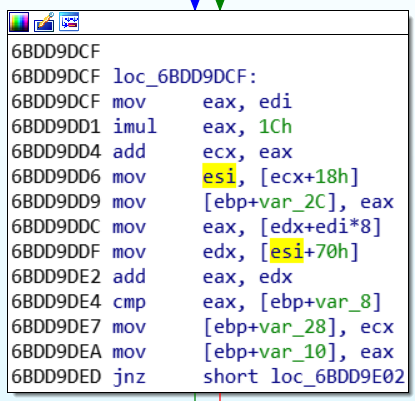 6BDD9DCF
6BDD9DCF loc_6BDD9DCF:
6BDD9DCF mov     eax, edi
6BDD9DD1 imul    eax, 1Ch
6BDD9DD4 add     ecx, eax
6BDD9DD6 mov     esi, [ecx+18h]
6BDD9DD9 mov     [ebp+var_2C], eax
6BDD9DDC mov     eax, [edx+edi*8]
6BDD9DDF mov     edx, [esi+70h]
6BDD9DE2 add     eax, edx
6BDD9DE4 cmp     eax, [ebp+var_8]
6BDD9DE7 mov     [ebp+var_28], ecx
6BDD9DEA mov     [ebp+var_10], eax
6BDD9DED jnz     short loc_6BDD9E02